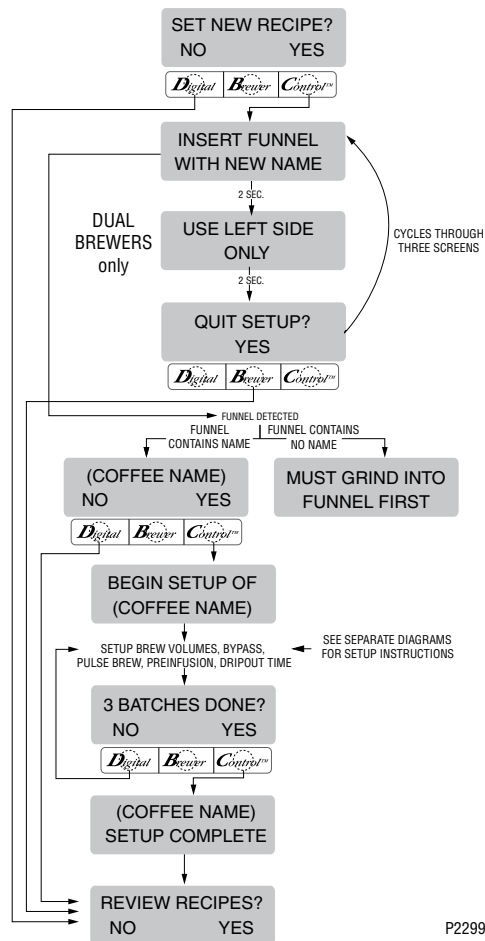 SET NEW RECIPE?
NO YES
Digital Brewer Control™
INSERT FUNNEL
WITH NEW NAME
2 SEC.
DUAL
BREWERS
only
USE LEFT SIDE
ONLY
CYCLES THROUGH
THREE SCREENS
2 SEC.
QUIT SETUP?
YES
Digital Brewer Control™
FUNNEL DETECTED
FUNNEL
CONTAINS NAME
FUNNEL CONTAINS
NO NAME
(COFFEE NAME)
NO YES
MUST GRIND INTO
FUNNEL FIRST
Digital Brewer Control™
BEGIN SETUP OF
(COFFEE NAME)
SETUP BREW VOLUMES, BYPASS,
PULSE BREW, PREINFUSION, DRIPOUT TIME
SEE SEPARATE DIAGRAMS
FOR SETUP INSTRUCTIONS
3 BATCHES DONE?
NO YES
Digital Brewer Control™
(COFFEE NAME)
SETUP COMPLETE
REVIEW RECIPES?
NO YES
P2299